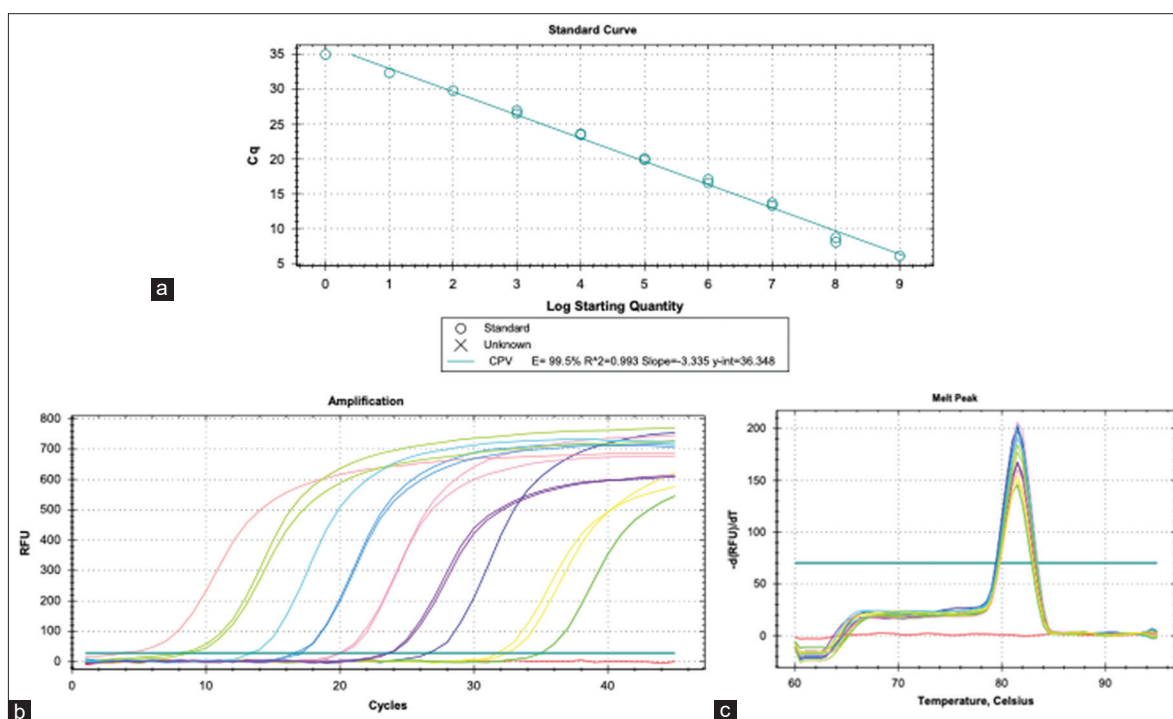 Standard Curve
35
30
25
20
15
10
5
Cq
0 1 2 3 4 5 6 7 8 9
Log Starting Quantity
a
Standard
Unknown
CPV E= 99.5% R^2=0.993 Slope=-3.335 y-int=36.348
Amplification
800
700
600
500
400
300
200
100
0
RFU
0 10 20 30 40
Cycles
b
Melt Peak
200
150
100
50
0
-d(RFU)/dT
60 70 80 90
Temperature, Celsius
c